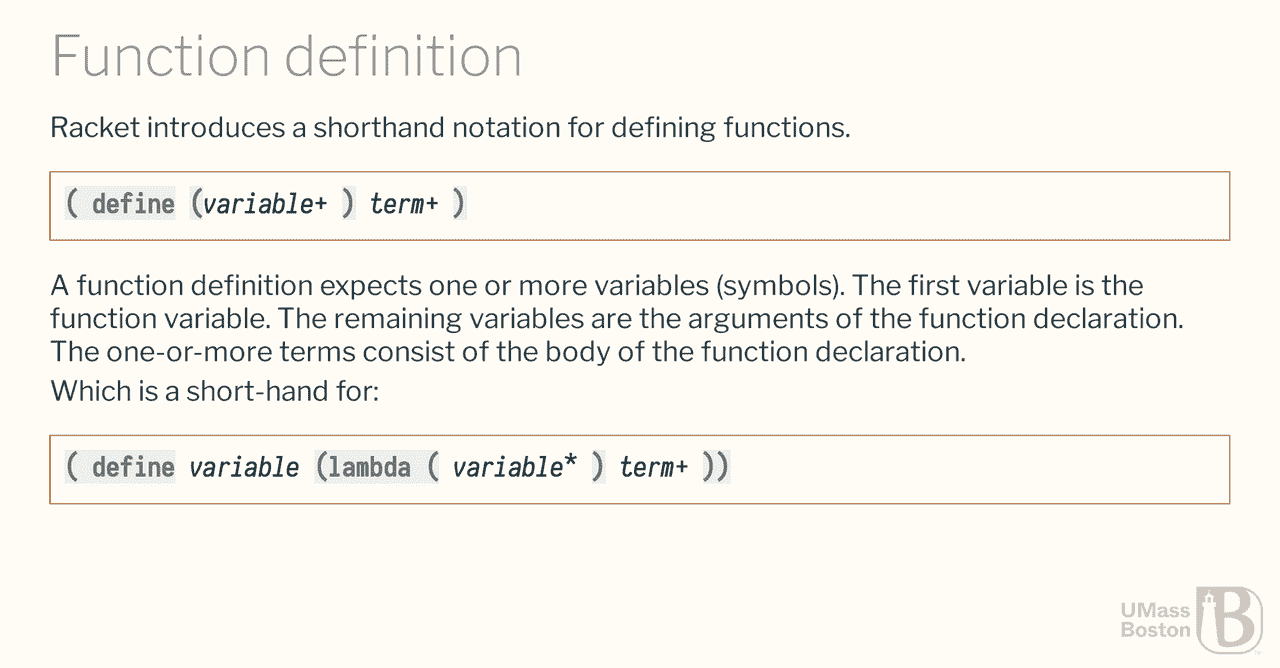 Function definition
Racket introduces a shorthand notation for defining functions.
( define (variable+ ) term+ )
A function definition expects one or more variables (symbols). The first variable is the
function variable. The remaining variables are the arguments of the function declaration.
The one-or-more terms consist of the body of the function declaration.
Which is a short-hand for:
( define variable (lambda ( variable* ) term+ ))
UMass
Boston
B